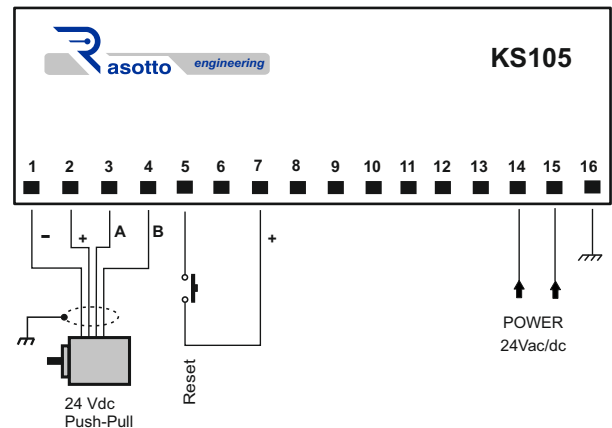 Rasotto engineering
KS105
1 2 3 4 5 6 7 8 9 10 11 12 13 14 15 16
- + A B +
Reset
POWER
24Vac/dc
24 Vdc
Push-Pull